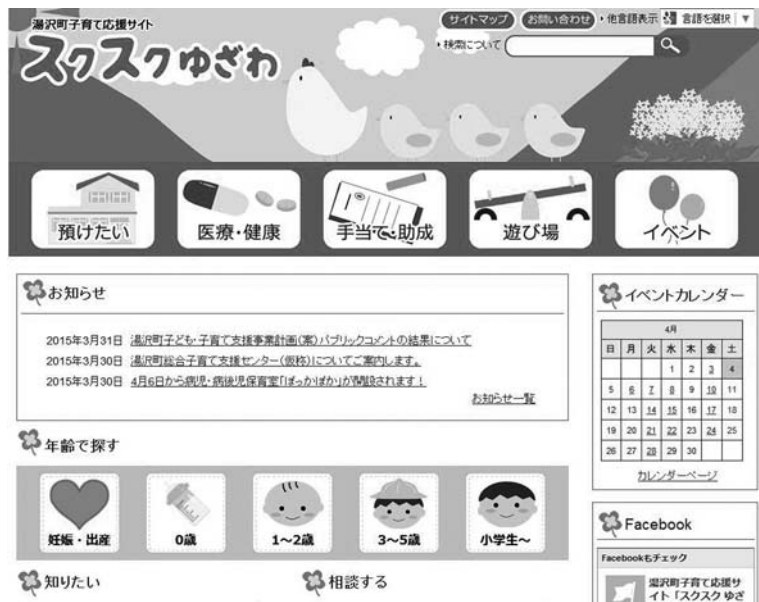 湯沢町子育て応援サイト
スクスクゆざわ
サイトマップ
お問い合わせ
他言語表示
言語を選択
検索について
預けたい
医療・健康
手当て・助成
遊び場
イベント
お知らせ
2015年3月31日 湯沢町子ども・子育て支援事業計画(案)パブリックコメントの結果について
2015年3月30日 湯沢町総合子育て支援センター(仮称)についてご案内します。
2015年3月30日 4月6日から病児・病後児保育室「ぽっかぽか」が開設されます！
お知らせ一覧
年齢で探す
妊娠・出産
0歳
1～2歳
3～5歳
小学生～
知りたい
相談する
イベントカレンダー
4月
日 月 火 水 木 金 土
1 2 3 4
5 6 7 8 9 10 11
12 13 14 15 16 17 18
19 20 21 22 23 24 25
26 27 28 29 30
カレンダーページ
Facebook
Facebookもチェック
湯沢町子育て応援サ
イト「スクスク ゆざ